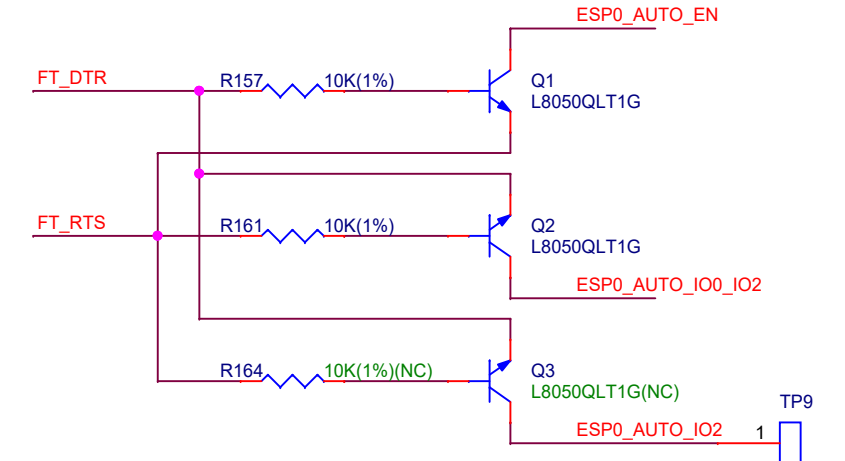 ESP0_AUTO_EN
FT_DTR
R157 10K(1%)
Q1
L8050QLT1G
FT_RTS
R161 10K(1%)
Q2
L8050QLT1G
ESP0_AUTO_IO0_IO2
R164 10K(1%)(NC)
Q3
L8050QLT1G(NC)
TP9
ESP0_AUTO_IO2
1